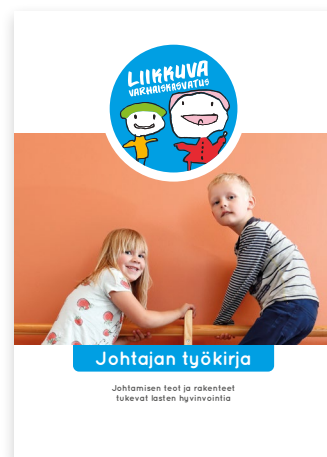 LIIKKUVA
VARHAISKASVATUS
Johtajan työkirja
Johtamisen teot ja rakenteet
tukevat lasten hyvinvointia